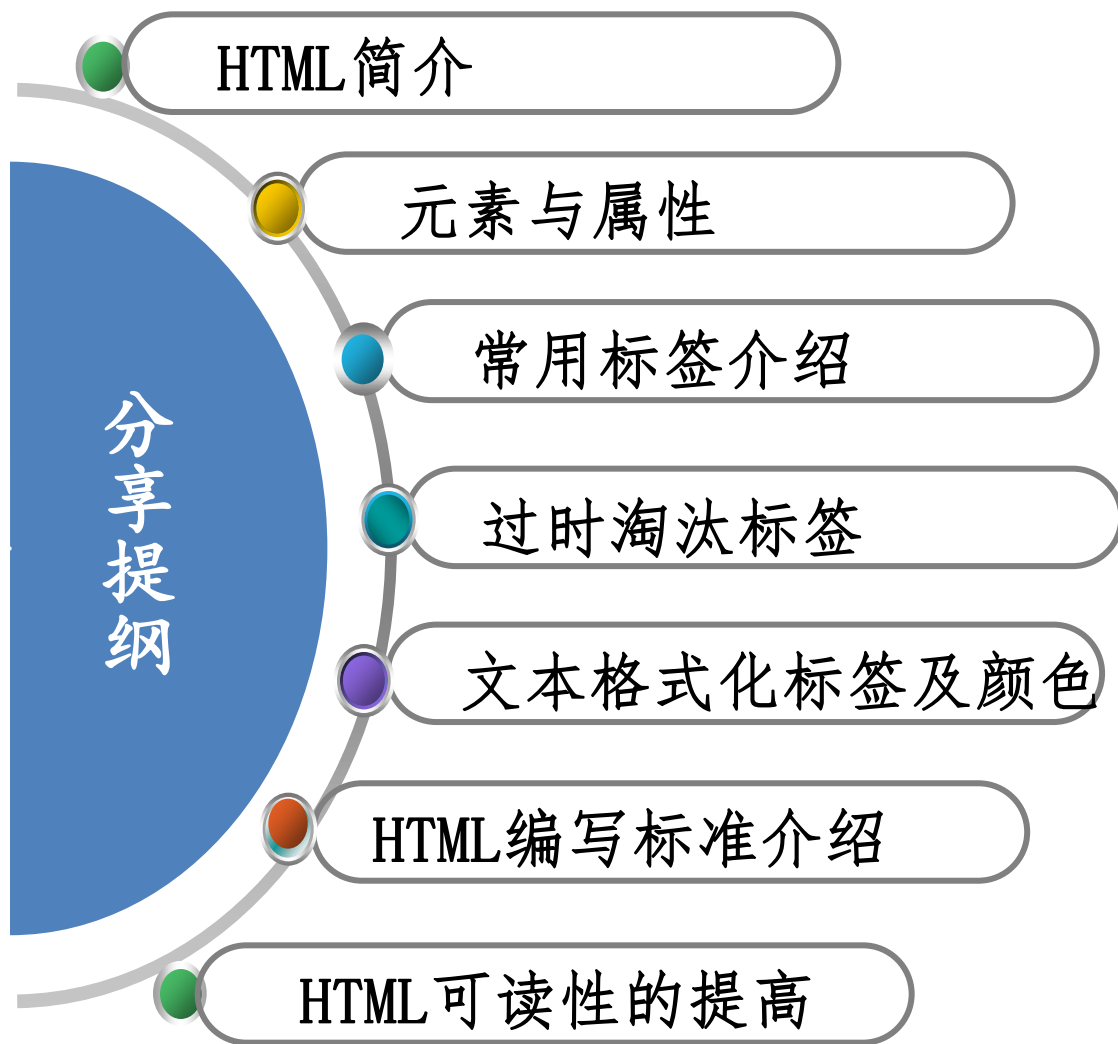 HTML简介
元素与属性
常用标签介绍
分享提纲
过时淘汰标签
文本格式化标签及颜色
HTML编写标准介绍
HTML可读性的提高